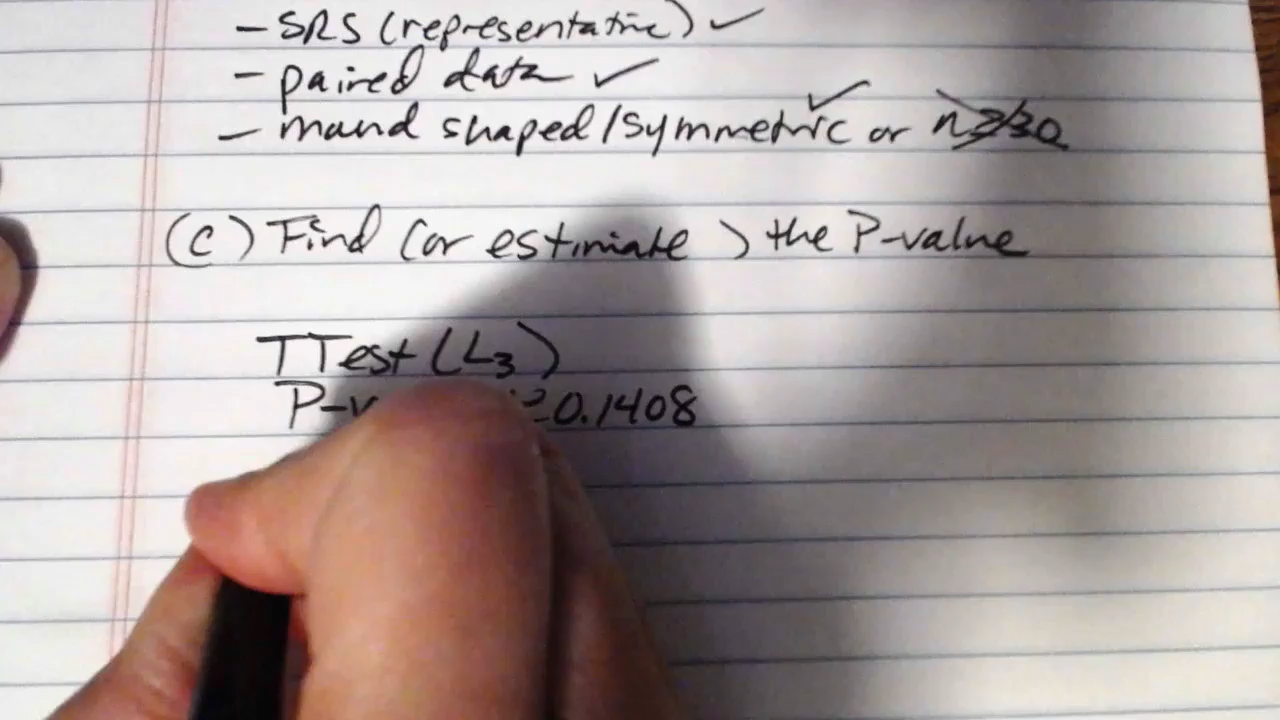 - SRS (representative) ✓
- paired data ✓
- mound shaped/symmetric ✓ or n≥30
(c) Find (or estimate) the P-value
TTest (L₃)
0.1408